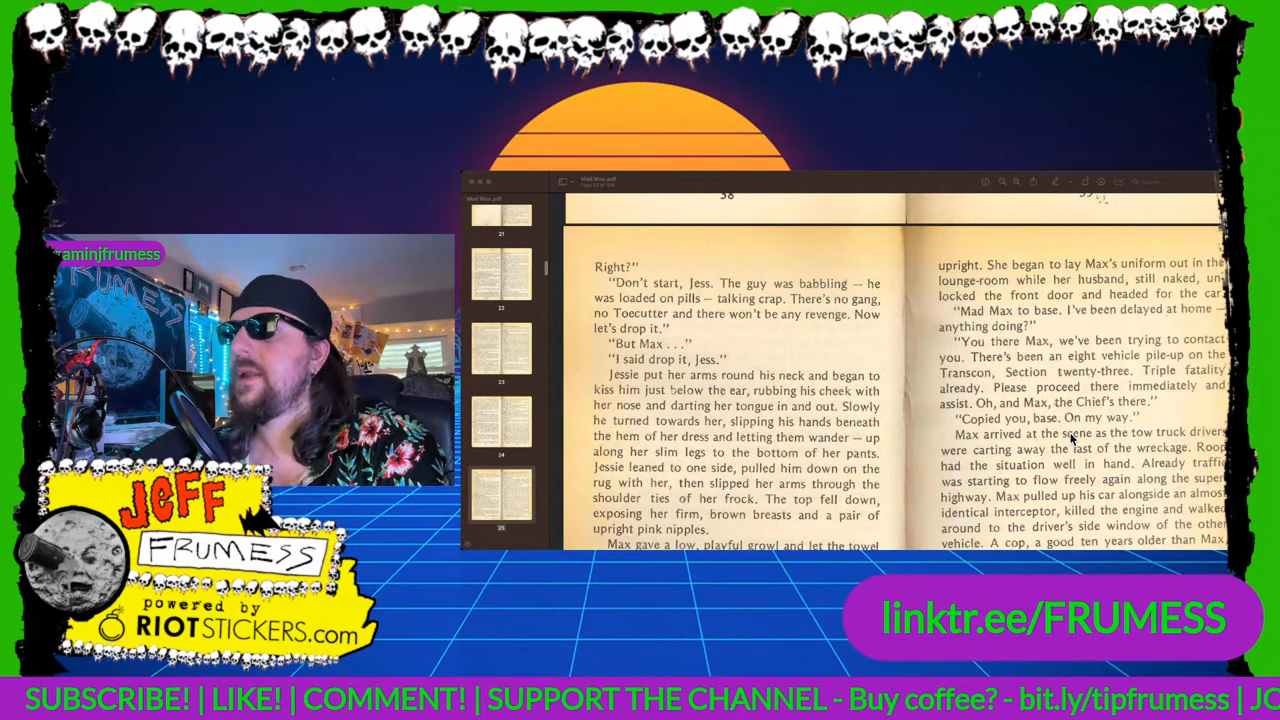 caminjfrumess
FRUMESS
JEFF
FRUMESS
powered by
RIOTSTICKERS.com
Mad Max.pdf
Mad Max.pdf
21
22
23
24
25
38
Right?”
“Don’t start, Jess. The guy was babbling — he
was loaded on pills — talking crap. There’s no gang,
no Toecutter and there won’t be any revenge. Now
let’s drop it.”
“But Max . . .”
“I said drop it, Jess.”
Jessie put her arms round his neck and began to
kiss him just below the ear, rubbing his cheek with
her nose and darting her tongue in and out. Slowly
he turned towards her, slipping his hands beneath
the hem of her dress and letting them wander — up
along her slim legs to the bottom of her pants.
Jessie leaned to one side, pulled him down on the
rug with her, then slipped her arms through the
shoulder ties of her frock. The top fell down,
exposing her firm, brown breasts and a pair of
upright pink nipples.
Max gave a low, playful growl and let the towel
upright. She began to lay Max’s uniform out in the
lounge-room while her husband, still naked, un-
locked the front door and headed for the car.
“Mad Max to base. I’ve been delayed at home —
anything doing?”
“You there Max, we’ve been trying to contact
you. There’s been an eight vehicle pile-up on the
Transcon, Section twenty-three. Triple fatality
already. Please proceed there immediately and
assist. Oh, and Max, the Chief’s there.”
“Copied you, base. On my way.”
Max arrived at the scene as the tow truck drivers
were carting away the last of the wreckage. Roop
had the situation well in hand. Already traffic
was starting to flow freely again along the super
highway. Max pulled up his car alongside an almos
identical interceptor, killed the engine and walked
around to the driver’s side window of the other
vehicle. A cop, a good ten years older than Max,
linktr.ee/FRUMESS
SUBSCRIBE! | LIKE! | COMMENT! | SUPPORT THE CHANNEL - Buy coffee? - bit.ly/tipfrumess | JO